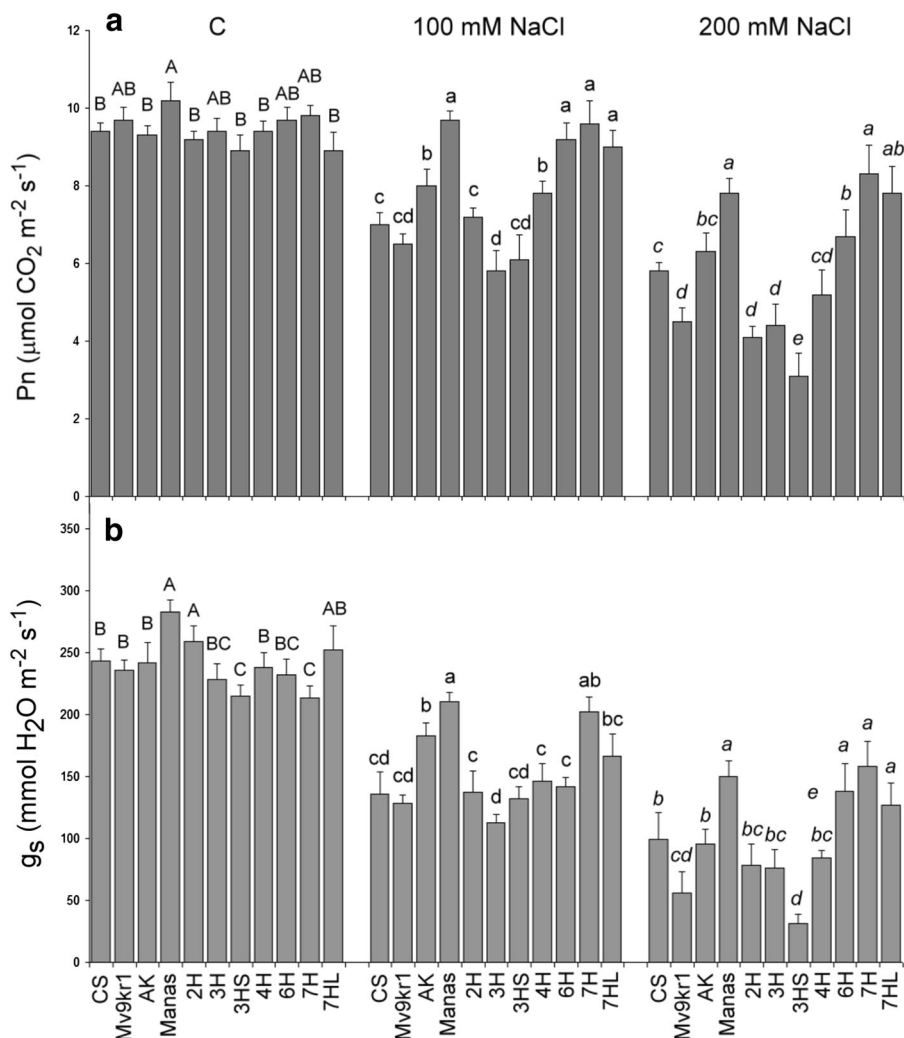 a
C
100 mM NaCl
200 mM NaCl
12
10
8
6
4
2
0
Pn (μmol CO₂ m⁻² s⁻¹)
B AB B A B AB B B AB AB B
c cd b a c d cd b a a a
c d bc a d d e cd b a ab
b
350
300
250
200
150
100
50
0
gs (mmol H₂O m⁻² s⁻¹)
B B B A A BC C B BC C AB
cd cd b a c d cd c c ab bc
b cd b a bc bc d e bc a a a
CS Mv9kr1 AK Manas 2H 3H 3HS 4H 6H 7H 7HL
CS Mv9kr1 AK Manas 2H 3H 3HS 4H 6H 7H 7HL
CS Mv9kr1 AK Manas 2H 3H 3HS 4H 6H 7H 7HL